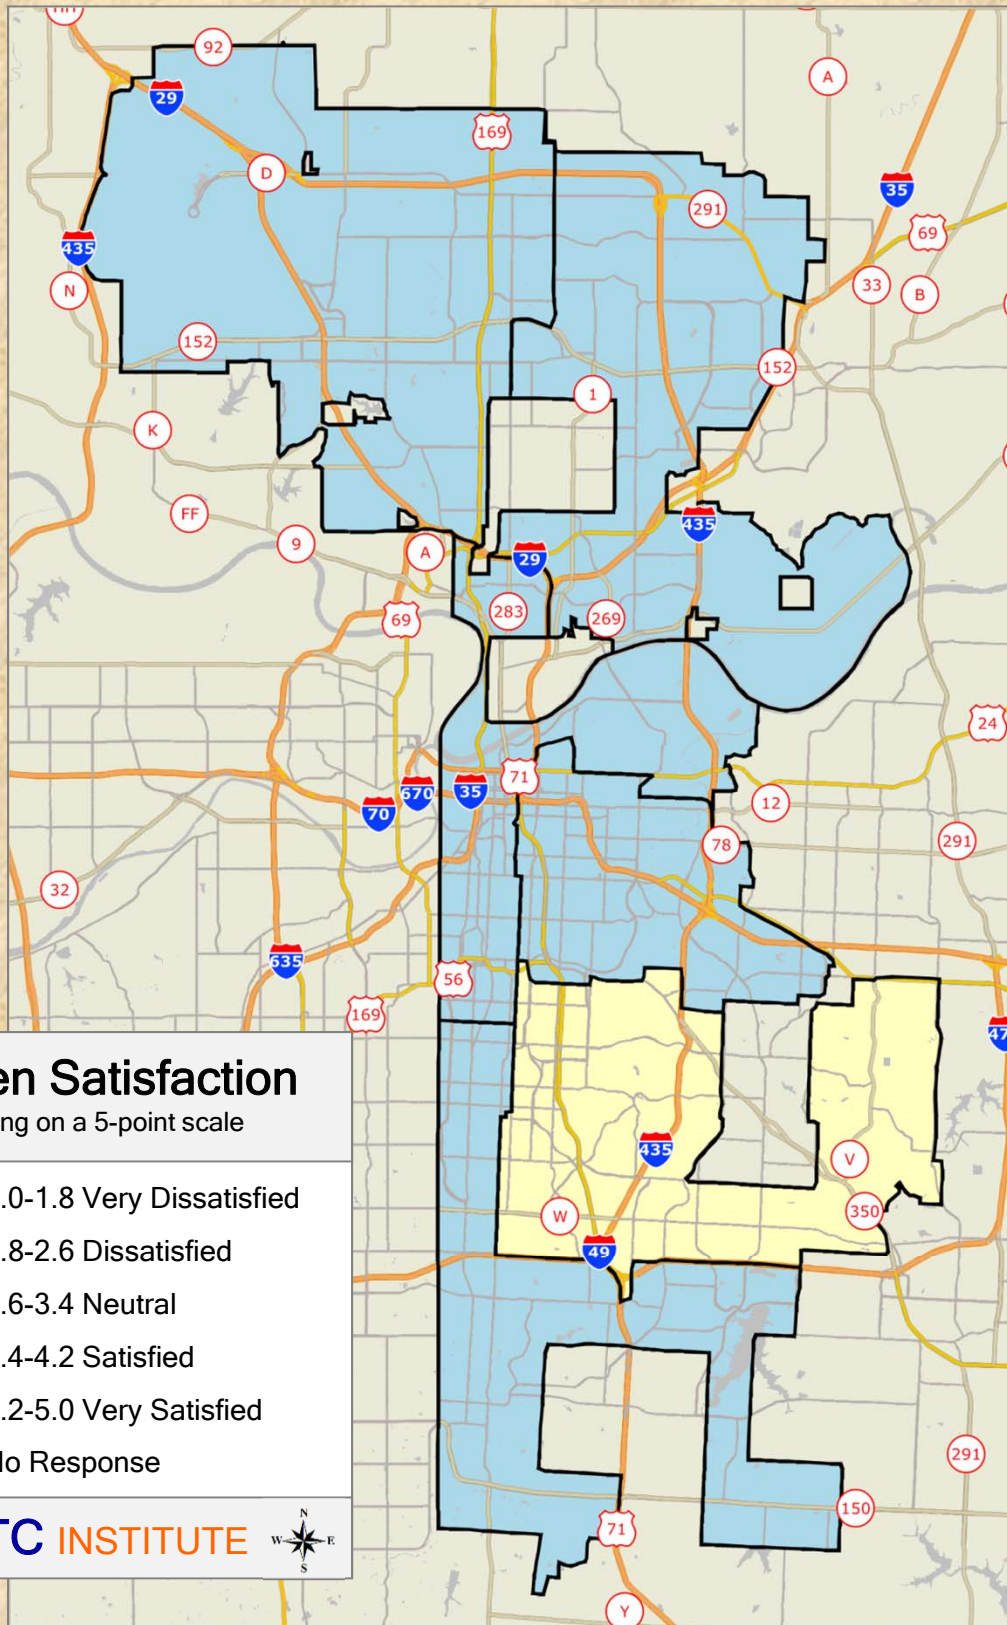 92
A
29
169
D
291
35
69
435
N
33
B
152
152
1
K
FF
435
9
A
29
283
269
69
24
71
670
35
70
12
78
291
32
635
56
169
47
en Satisfaction
ng on a 5-point scale
435
V
350
W
49
.0-1.8 Very Dissatisfied
.8-2.6 Dissatisfied
.6-3.4 Neutral
.4-4.2 Satisfied
.2-5.0 Very Satisfied
No Response
291
150
71
TC INSTITUTE
N
W E
S
Y